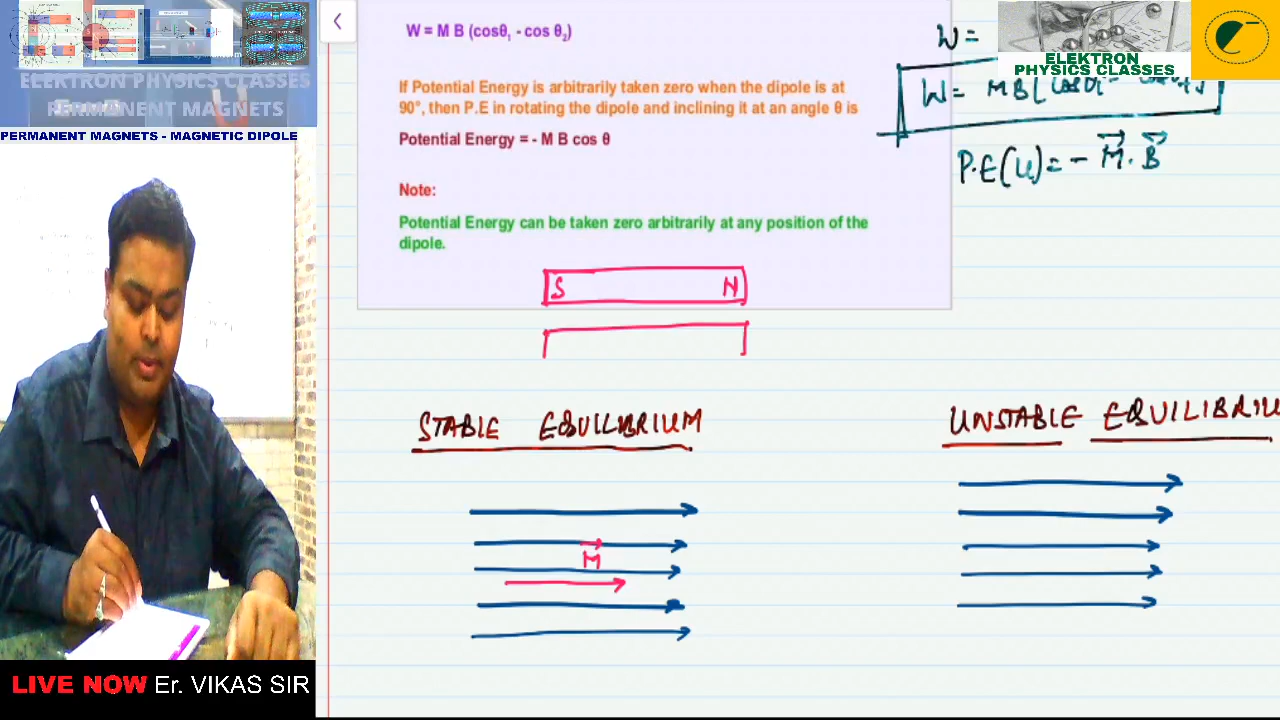 ELEKTRON PHYSICS CLASSES
PERMANENT MAGNETS
PERMANENT MAGNETS - MAGNETIC DIPOLE
W = M B (cosθ₁ - cos θ₂)
If Potential Energy is arbitrarily taken zero when the dipole is at
90°, then P.E in rotating the dipole and inclining it at an angle θ is
Potential Energy = - M B cos θ
Note:
Potential Energy can be taken zero arbitrarily at any position of the
dipole.
S N
W =
W = MB
P.E(U) = - M⃗ . B⃗
ELEKTRON
PHYSICS CLASSES
STABLE EQUILIBRIUM
M⃗
UNSTABLE EQUILIBRIU
LIVE NOW Er. VIKAS SIR